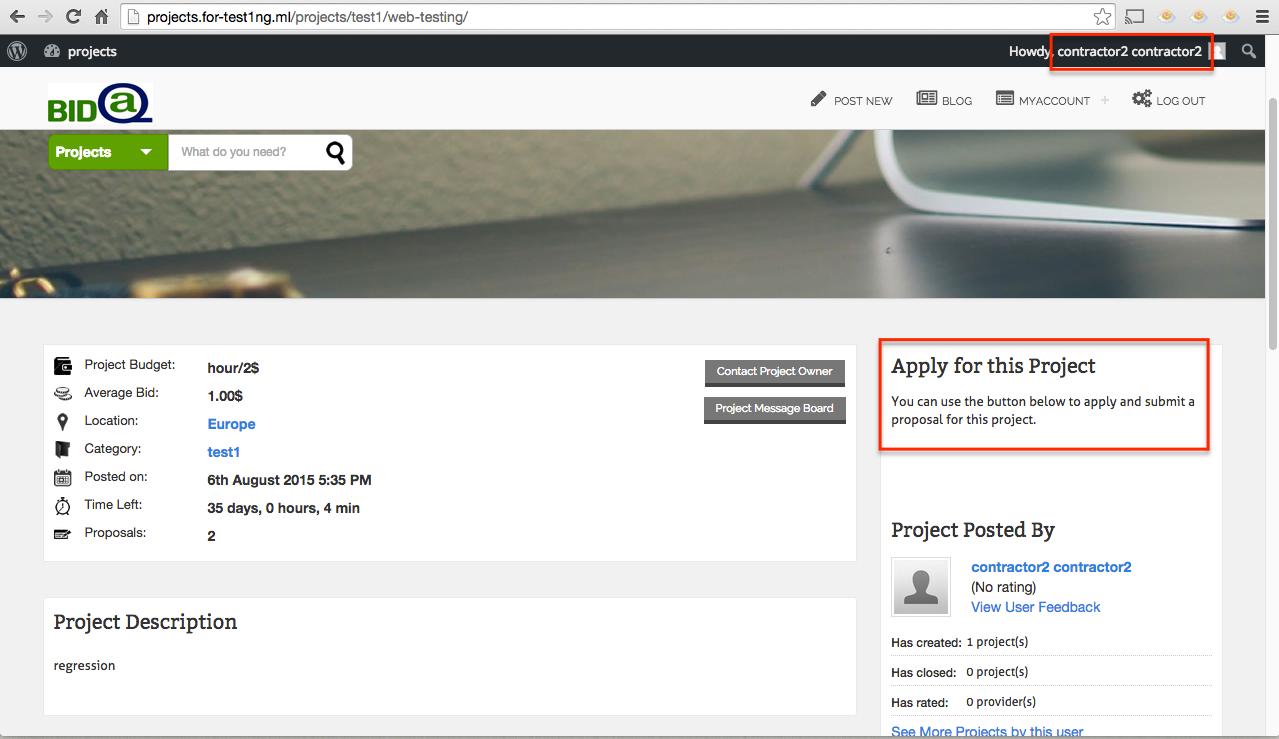 projects.for-test1ng.ml/projects/test1/web-testing/
projects
Howdy, contractor2 contractor2
BID a
POST NEW
BLOG
MYACCOUNT +
LOG OUT
Projects
What do you need?
Project Budget: hour/2$
Average Bid: 1.00$
Location: Europe
Category: test1
Posted on: 6th August 2015 5:35 PM
Time Left: 35 days, 0 hours, 4 min
Proposals: 2
Contact Project Owner
Project Message Board
Project Description
regression
Apply for this Project
You can use the button below to apply and submit a
proposal for this project.
Project Posted By
contractor2 contractor2
(No rating)
View User Feedback
Has created: 1 project(s)
Has closed: 0 project(s)
Has rated: 0 provider(s)
See More Projects by this user